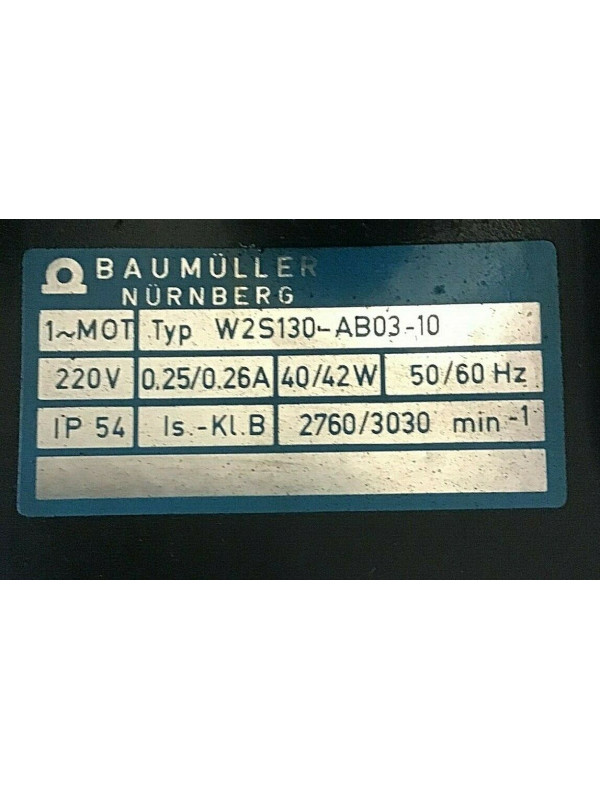 BAUMÜLLER
NÜRNBERG
1~MOT Typ W2S130-AB03-10
220V 0.25/0.26A 40/42W 50/60 Hz
IP 54 Is.-Kl.B 2760/3030 min-1